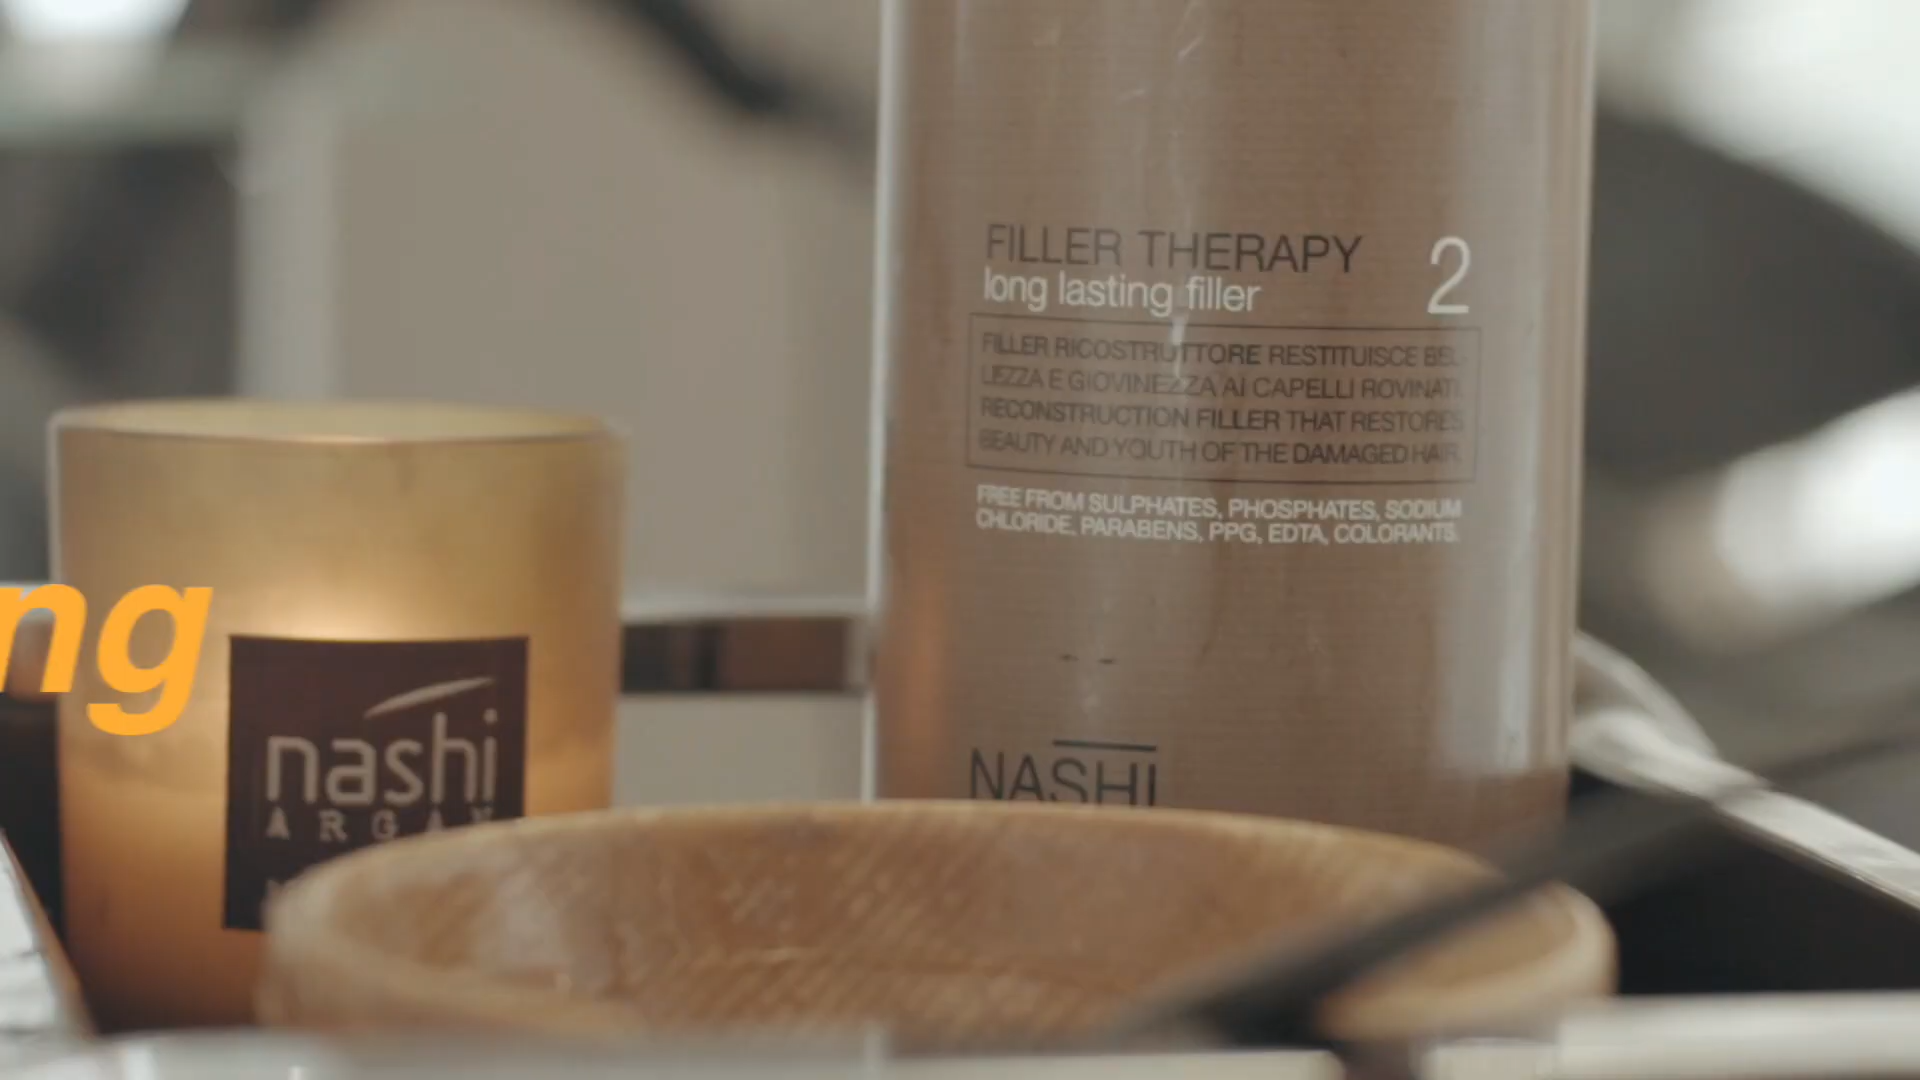 FILLER THERAPY 2
long lasting filler
FILLER RICOSTRUTTORE RESTITUISCE BEL-
LEZZA E GIOVINEZZA AI CAPELLI ROVINATI.
RECONSTRUCTION FILLER THAT RESTORES
BEAUTY AND YOUTH OF THE DAMAGED HAIR.
FREE FROM SULPHATES, PHOSPHATES, SODIUM
CHLORIDE, PARABENS, PPG, EDTA, COLORANTS.
NASHI
ng
nashi
ARGAN